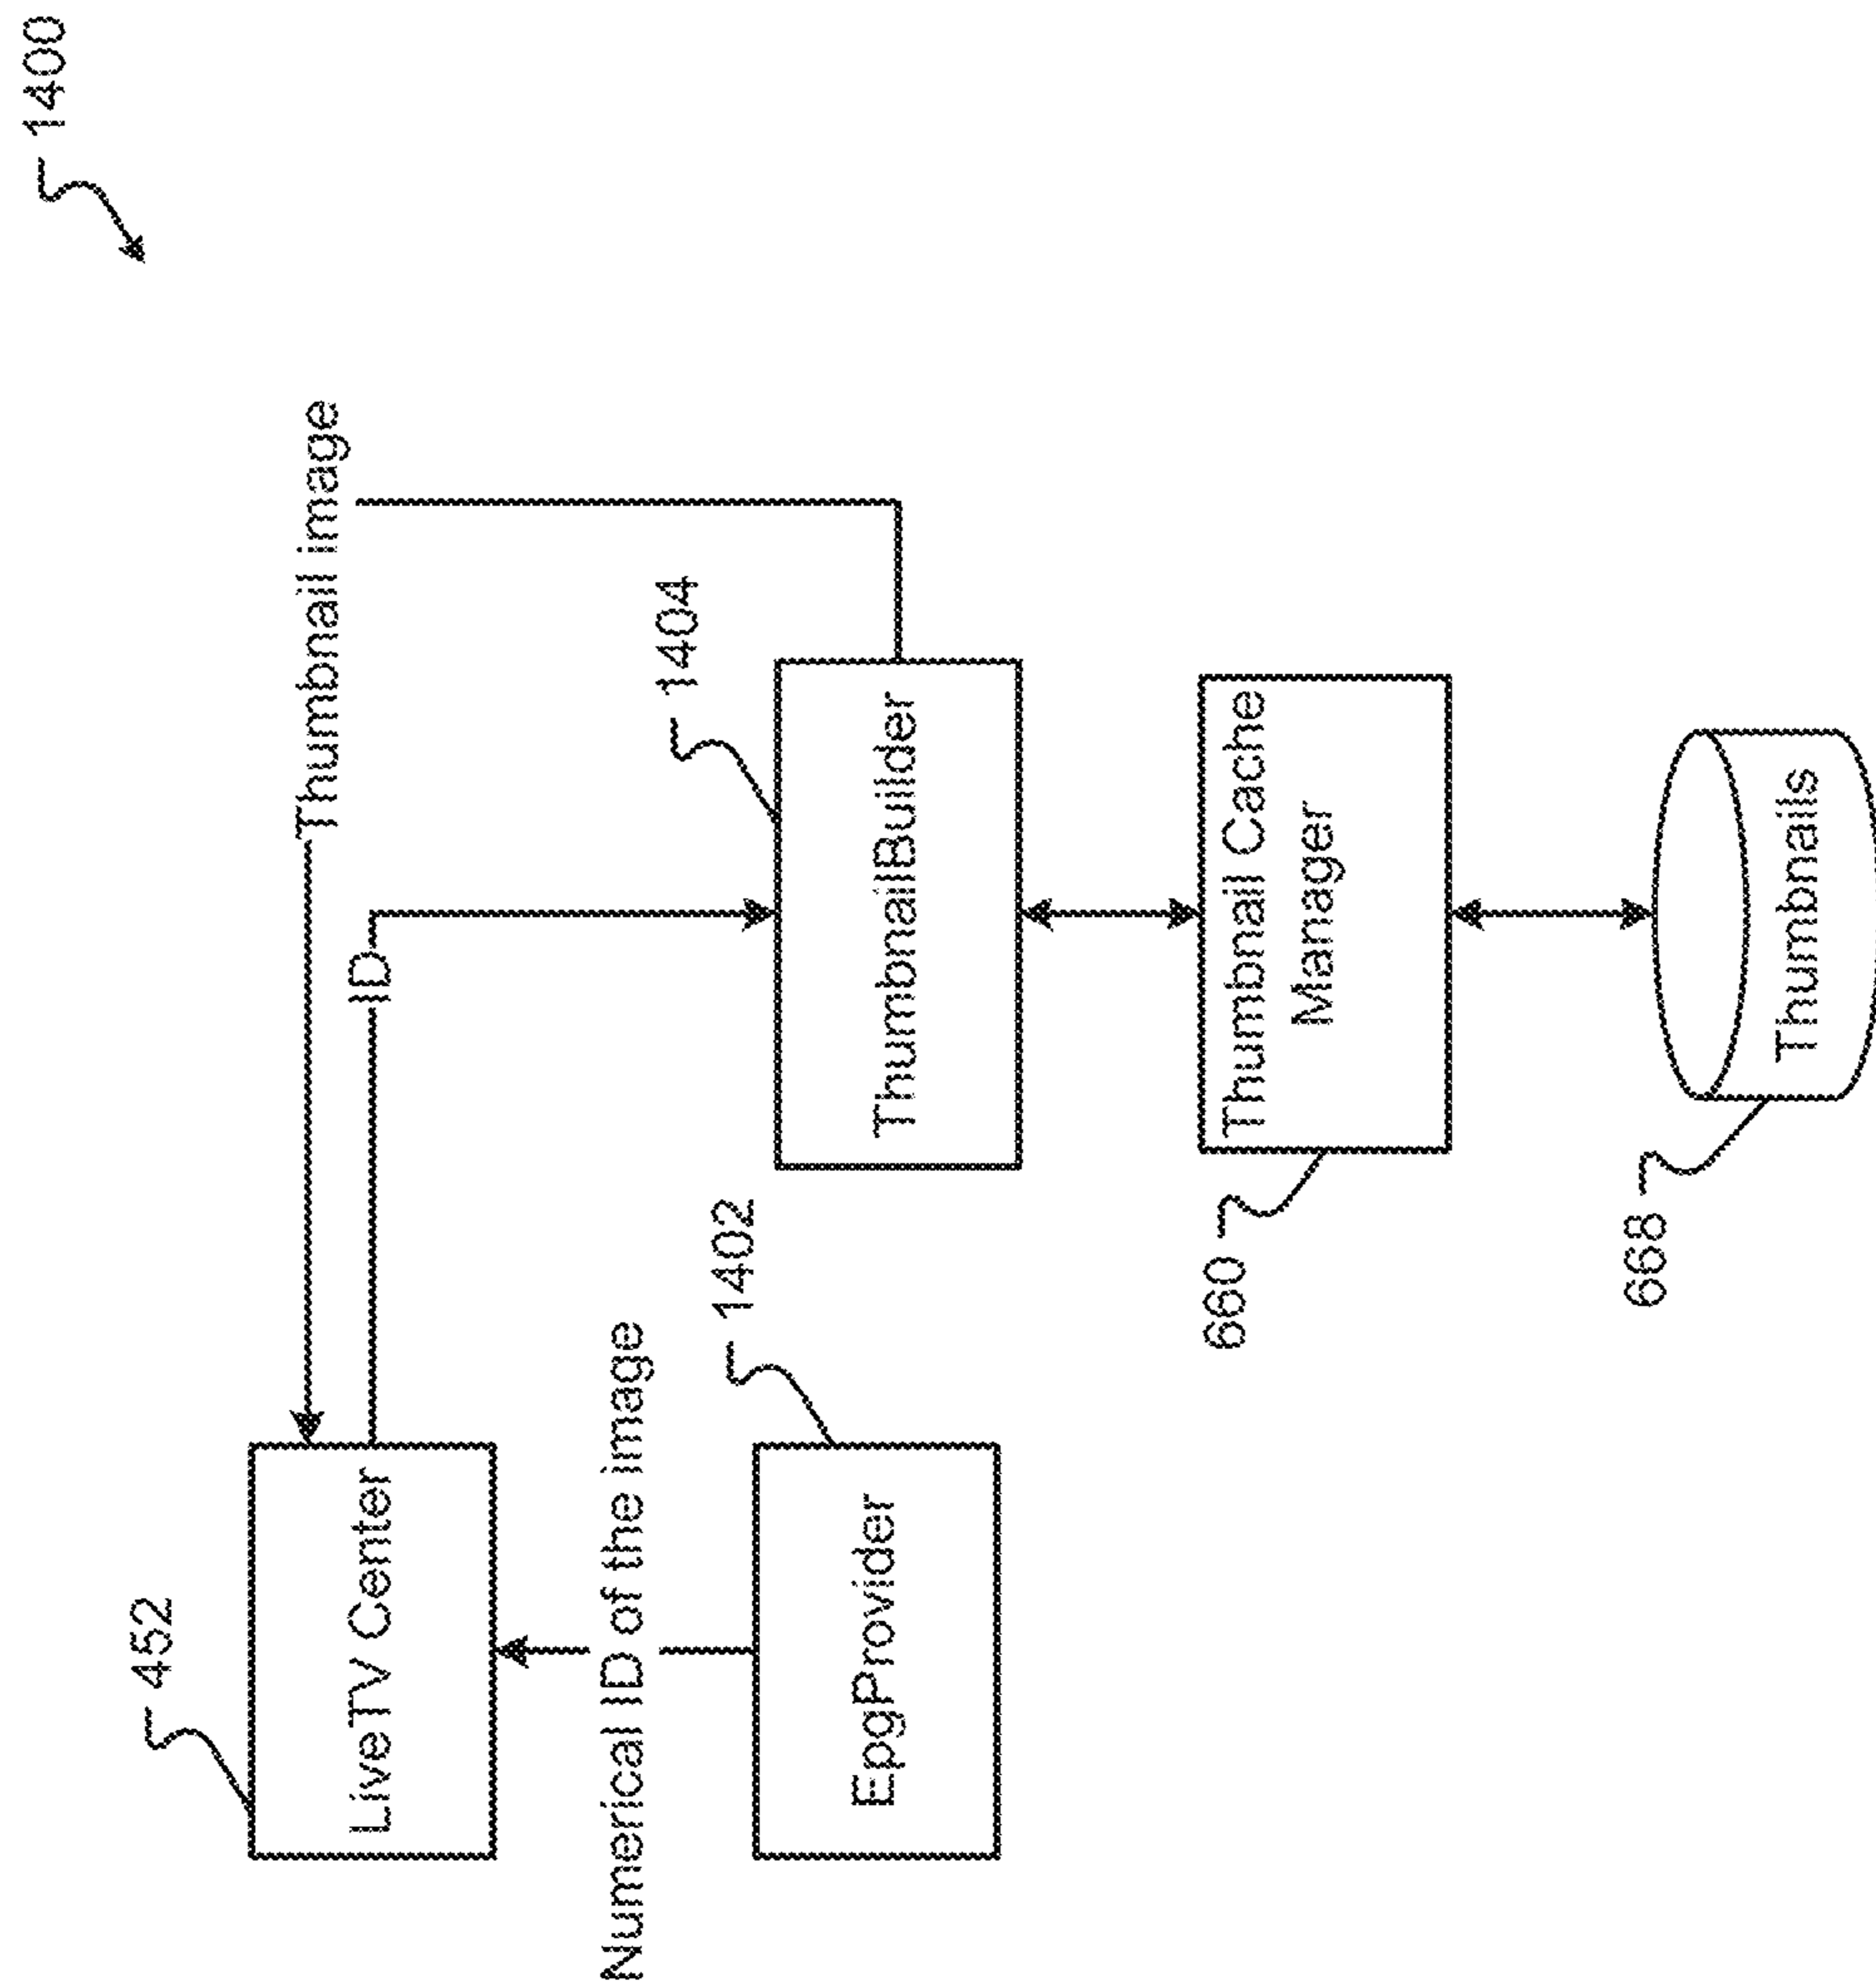 1400
Thumbnail image
ID
452
LiveTV Center
Numerical ID of the image
1404
ThumbnailBuilder
1402
EpgProvider
Thumbnail Cache
Manager
660
Thumbnails
668